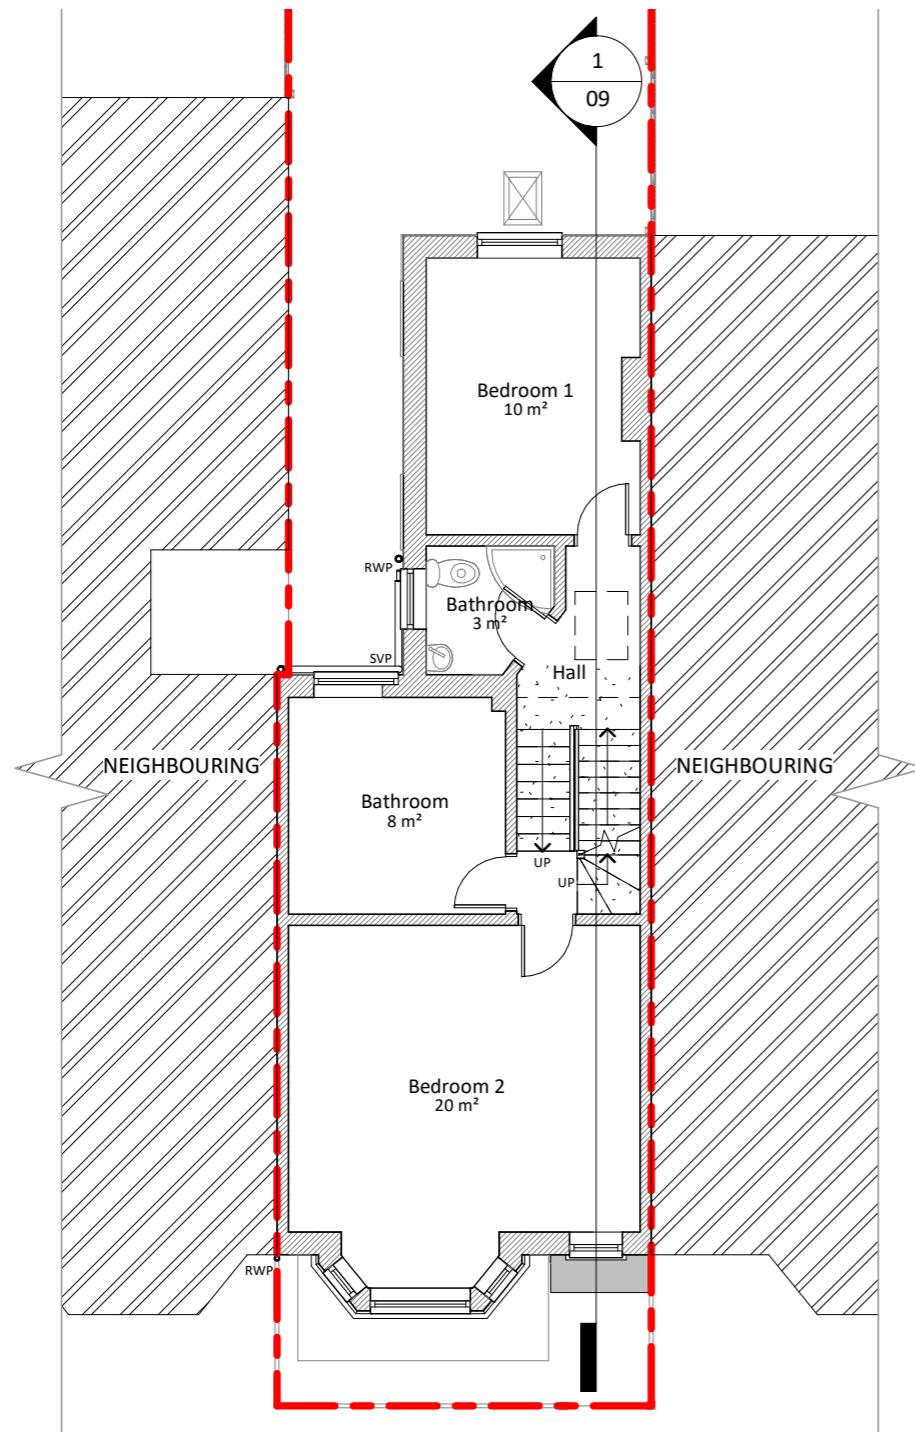 1
09
Bedroom 1
10 m²
RWP
Bathroom
3 m²
SVP
Hall
NEIGHBOURING
NEIGHBOURING
Bathroom
8 m²
UP
UP
Bedroom 2
20 m²
RWP